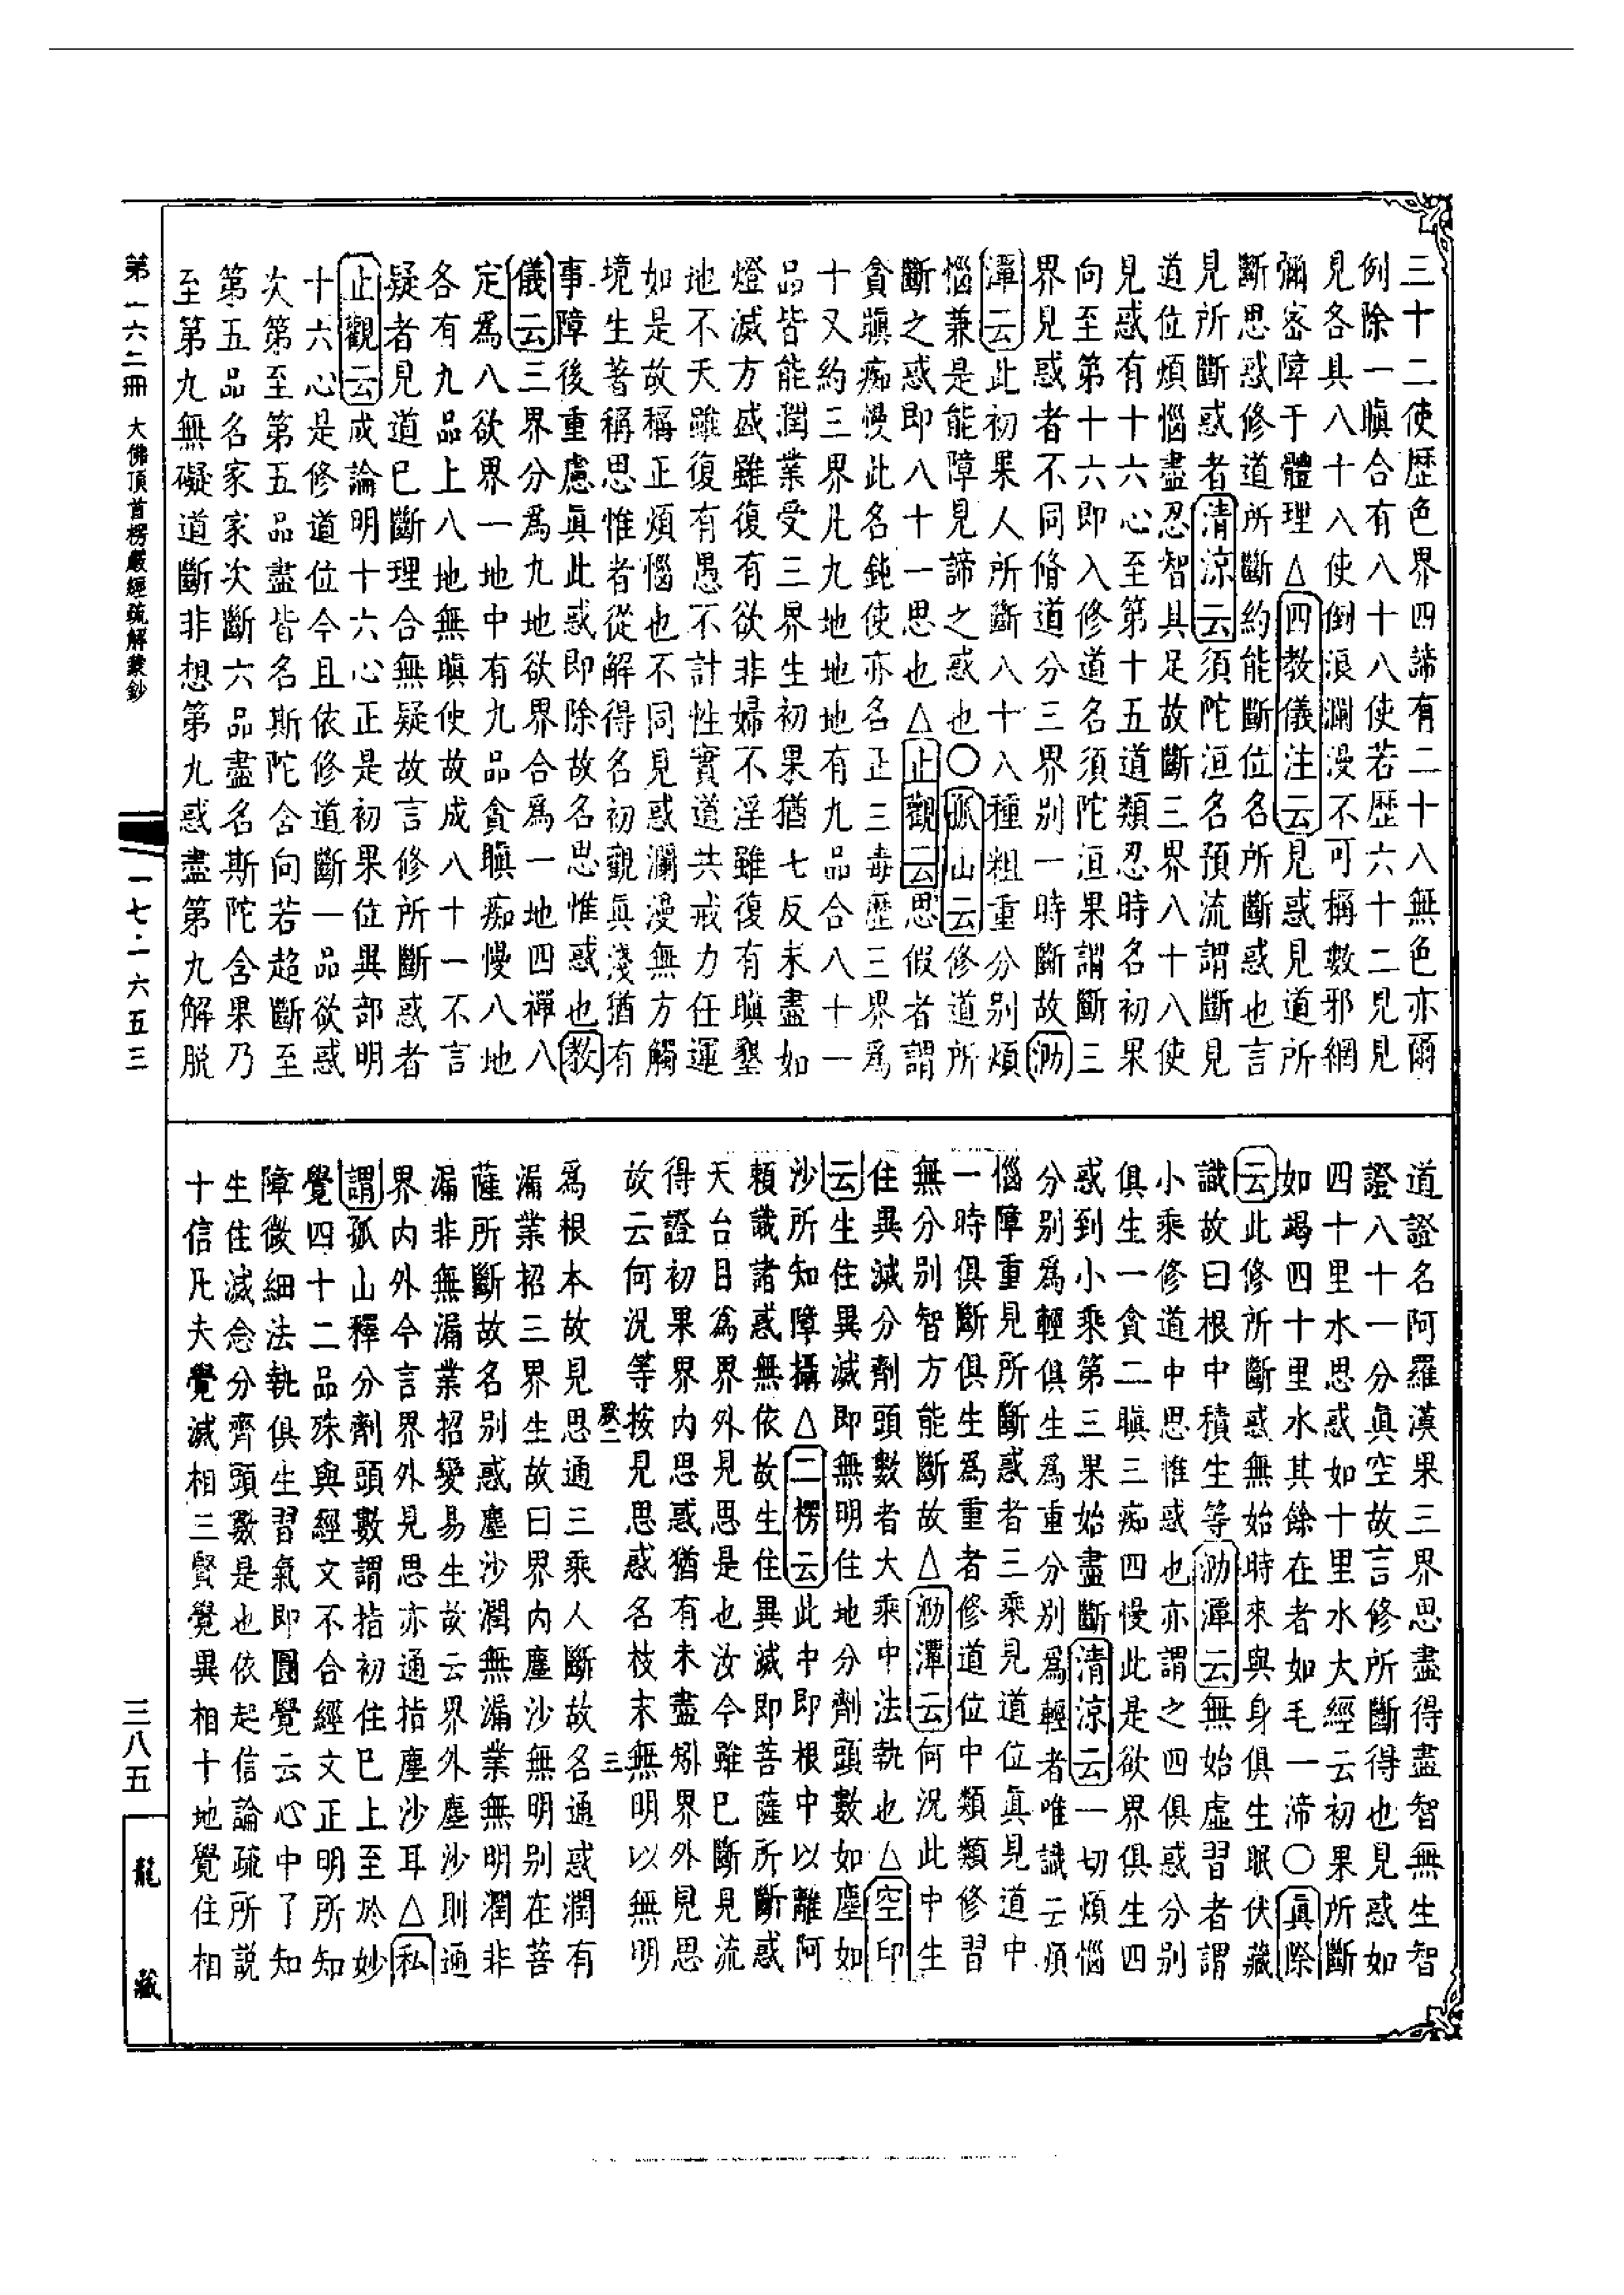 三十二使歷色界四諦有二十八無色亦爾
例除一瞋合有八十八使若歷六十二見見
見各具八十八使倒浪瀾漫不可稱數邪網
彌密障于體理△四教儀注云見惑見道所
斷思惑修道所斷約能斷位名所斷惑也言
見所斷惑者清涼云須陀洹名預流謂斷見
道位煩惱盡忍智具足故斷三界八十八使
見惑有十六心至第十五道類忍時名初果
向至第十六即入修道名須陀洹果謂斷三
界見惑者不同脩道分三界別一時斷故泐
潭云此初果人所斷八十八種粗重分別煩
惱兼是能障見諦之惑也○孤山云修道所
斷之惑即八十一思也△止觀云思假者謂
貪瞋痴慢此名鈍使亦名正三毒歷三界為
十又約三界凡九地地地有九品合八十一
品皆能潤業受三界生初果猶七反未盡如
燈滅方盛雖復有欲非婦不淫雖復有瞋墾
地不夭雖復有愚不計性實道共戒力任運
如是故稱正煩惱也不同見惑瀾漫無方觸
境生著稱思惟者從解得名初觀真淺猶有
事障後重慮真此惑即除故名思惟惑也教
儀云三界分為九地欲界合為一地四禪八
定為八欲界一地中有九品貪瞋痴慢八地
各有九品上八地無瞋使故成八十一不言
疑者見道已斷理合無疑故言修所斷惑者
止觀云成論明十六心正是初果位異部明
十六心是修道位今且依修道斷一品欲惑
次第至第五品盡皆名斯陀含向若超斷至
第五品名家家次斷六品盡名斯陀含果乃
至第九無礙道斷非想第九惑盡第九解脫
道證名阿羅漢果三界思盡得盡智無生智
證八十一分真空故言修所斷得也見惑如
四十里水思惑如十里水大經云初果所斷
如竭四十里水其餘在者如毛一渧○真際
云此修所斷惑無始時來與身俱生眠伏藏
識故曰根中積生等泐潭云無始虛習者謂
小乘修道中思惟惑也亦謂之四俱惑分別
俱生一貪二瞋三痴四慢此是欲界俱生四
惑到小乘第三果始盡斷清涼云一切煩惱
分別為輕俱生為重分別為輕者唯識云煩
惱障重見所斷惑者三乘見道位真見道中
一時俱斷俱生為重者修道位中類類修習
無分別智方能斷故△泐潭云何況此中生
住異滅分劑頭數者大乘中法執也△空印
云生住異滅即無明住地分劑頭數如塵如
沙所知障攝△二楞云此中即根中以離阿
賴識諸惑無依故生住異滅即菩薩所斷惑
天台目為界外見思是也汝今雖已斷見流
得證初果界內思惑猶有未盡矧界外見思
故云何況等按見思惑名枝末無明以無明
為根本故見思通三乘人斷故名通惑潤有
漏業招三界生故曰界內塵沙無明別在菩
薩所斷故名別惑塵沙潤無漏業無明潤非
漏非無漏業招變易生故云界外塵沙則通
界內外今言界外見思亦通指塵沙耳△私
謂孤山釋分劑頭數謂指初住已上至於妙
覺四十二品殊與經文不合經文正明所知
障微細法執俱生習氣即圓覺云心中了知
生住滅念分齊頭數是也依起信論疏所說
十信凡夫覺滅相三賢覺異相十地覺住相
第一六二冊 大佛頂首楞嚴經疏解蒙鈔
一七-六五三
三八五
龍藏